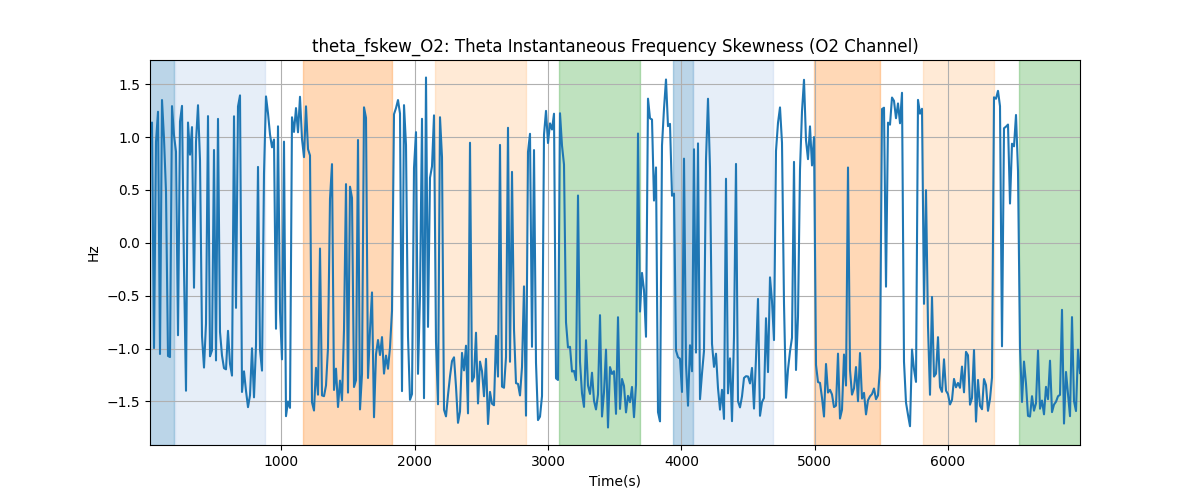 theta_fskew_O2: Theta Instantaneous Frequency Skewness (O2 Channel)
1.5
1.0
0.5
0.0
−0.5
−1.0
−1.5
Hz
1000 2000 3000 4000 5000 6000
Time(s)